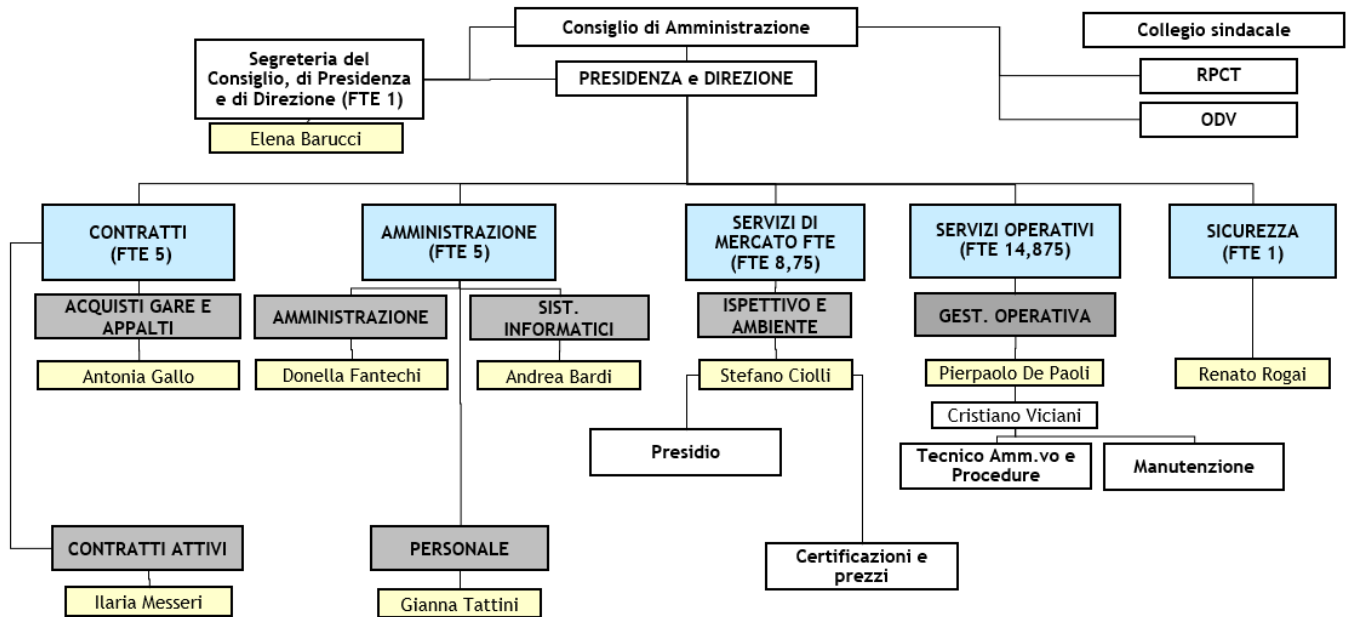 Consiglio di Amministrazione
Collegio sindacale
Segreteria del
Consiglio, di Presidenza
e di Direzione (FTE 1)
PRESIDENZA e DIREZIONE
RPCT
ODV
Elena Barucci
CONTRATTI
(FTE 5)
AMMINISTRAZIONE
(FTE 5)
SERVIZI DI
MERCATO FTE
(FTE 8,75)
SERVIZI OPERATIVI
(FTE 14,875)
SICUREZZA
(FTE 1)
ACQUISTI GARE E
APPALTI
AMMINISTRAZIONE
SIST.
INFORMATICI
ISPETTIVO E
AMBIENTE
GEST. OPERATIVA
Antonia Gallo
Donella Fantechi
Andrea Bardi
Stefano Ciolli
Pierpaolo De Paoli
Renato Rogai
Cristiano Viciani
Presidio
Tecnico Amm.vo e
Procedure
Manutenzione
CONTRATTI ATTIVI
PERSONALE
Certificazioni e
prezzi
Ilaria Messeri
Gianna Tattini